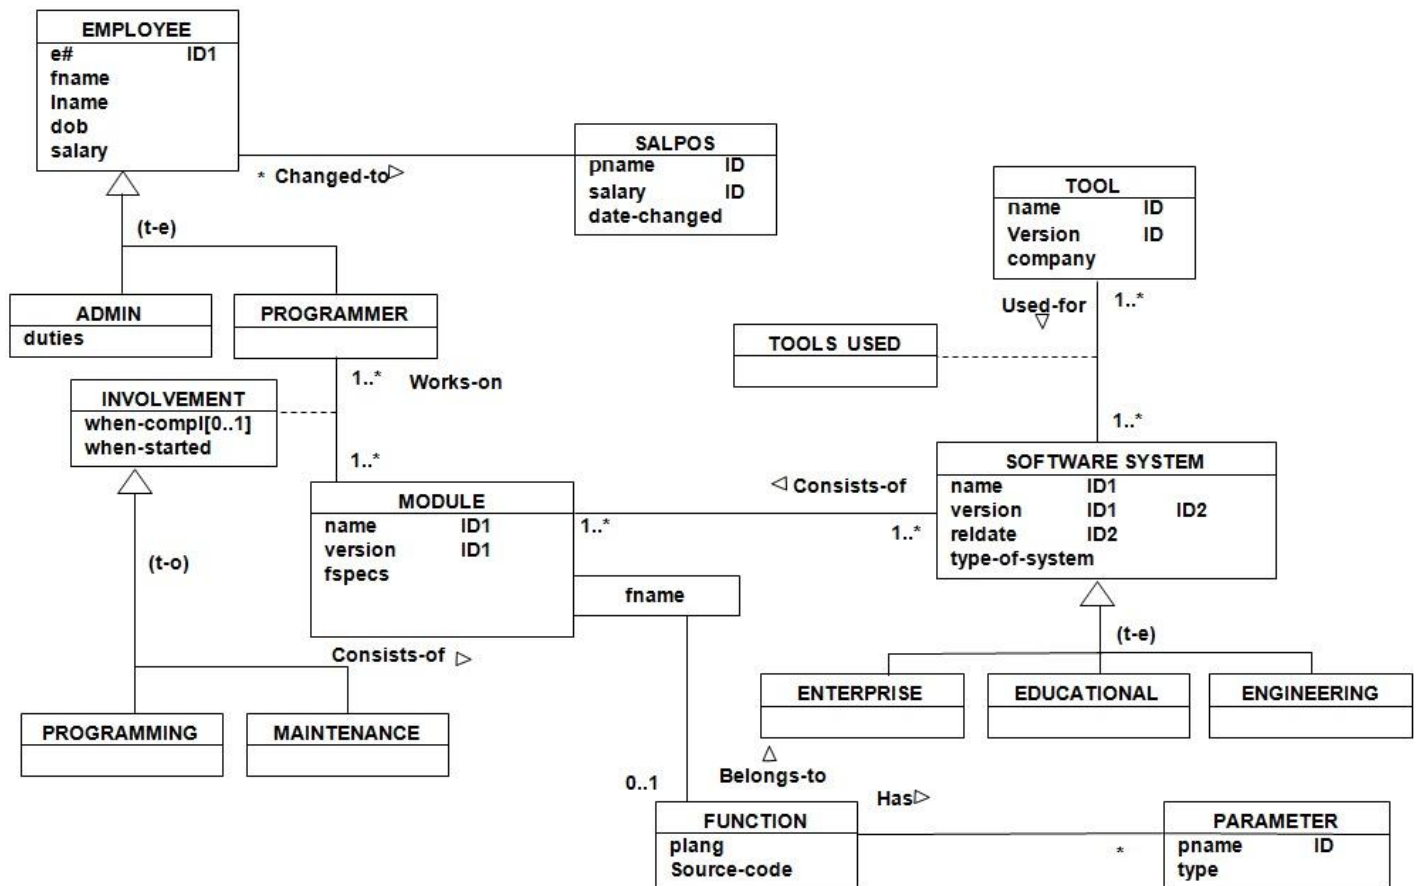 EMPLOYEE
e# ID1
fname
lname
dob
salary
* Changed-to
SALPOS
pname ID
salary ID
date-changed
TOOL
name ID
Version ID
company
(t-e)
ADMIN
duties
PROGRAMMER
Used-for
1..*
TOOLS USED
1..*
Works-on
INVOLVEMENT
when-compl[0..1]
when-started
1..*
1..*
SOFTWARE SYSTEM
name ID1
version ID1 ID2
reldate ID2
type-of-system
Consists-of
1..*
1..*
MODULE
name ID1
version ID1
fspecs
fname
(t-o)
Consists-of
(t-e)
PROGRAMMING
MAINTENANCE
ENTERPRISE
EDUCATIONAL
ENGINEERING
Belongs-to
0..1
Has
FUNCTION
plang
Source-code
*
PARAMETER
pname ID
type